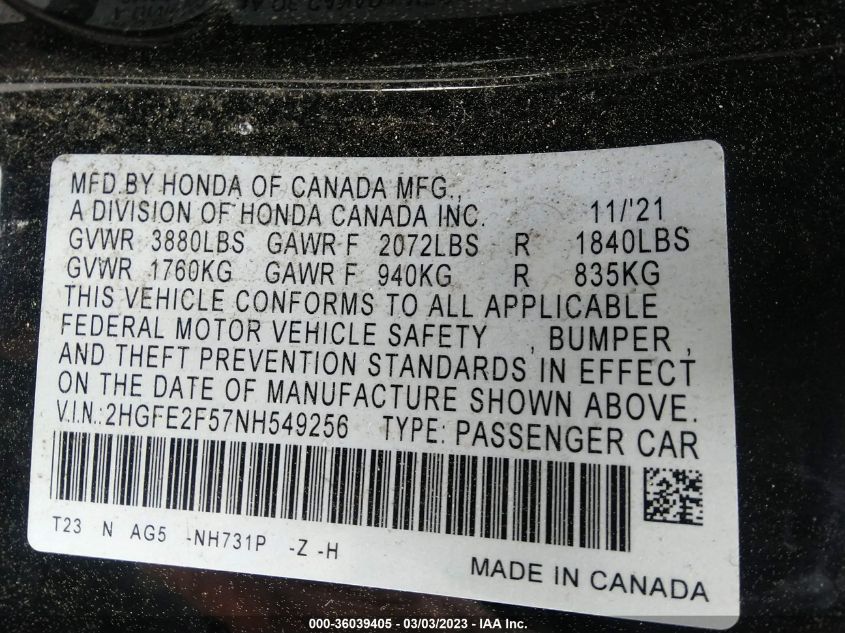 MFD.BY HONDA OF CANADA MFG.,
A DIVISION OF HONDA CANADA INC. 11/'21
GVWR 3880LBS GAWR F 2072LBS R 1840LBS
GVWR 1760KG GAWR F 940KG R 835KG
THIS VEHICLE CONFORMS TO ALL APPLICABLE
FEDERAL MOTOR VEHICLE SAFETY , BUMPER ,
AND THEFT PREVENTION STANDARDS IN EFFECT
ON THE DATE OF MANUFACTURE SHOWN ABOVE.
V.I.N.:2HGFE2F57NH549256 TYPE: PASSENGER CAR
T23 N AG5 -NH731P -Z -H
MADE IN CANADA
000-36039405 - 03/03/2023 - IAA Inc.